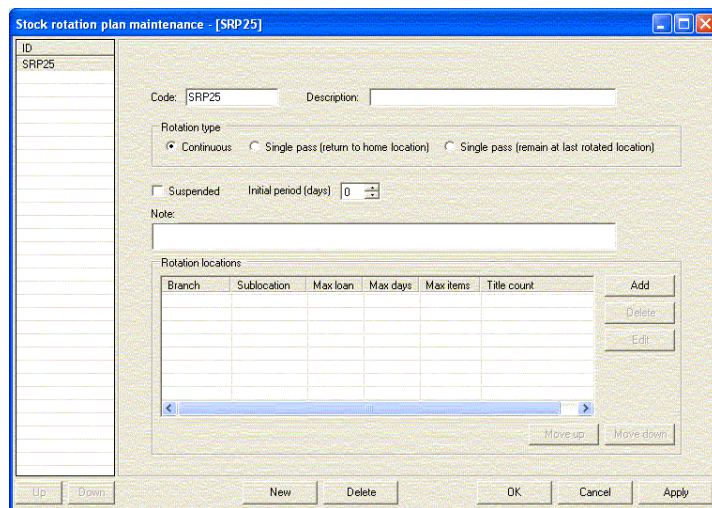 Stock rotation plan maintenance - [SRP25]
ID
SRP25
Code: SRP25 Description:
Rotation type
Continuous Single pass (return to home location) Single pass (remain at last rotated location)
Suspended Initial period (days) 0
Note:
Rotation locations
Branch Sublocation Max loan Max days Max items Title count
Add
Delete
Edit
Move up Move down
Up Down New Delete OK Cancel Apply